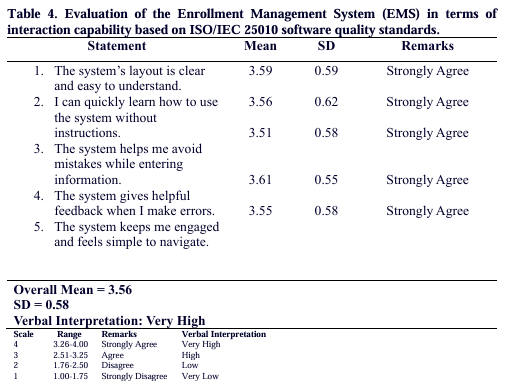 Table 4. Evaluation of the Enrollment Management System (EMS) in terms of
interaction capability based on ISO/IEC 25010 software quality standards.
Statement Mean SD Remarks
1. The system's layout is clear 3.59 0.59 Strongly Agree
and easy to understand.
2. I can quickly learn how to use 3.56 0.62 Strongly Agree
the system without
instructions. 3.51 0.58 Strongly Agree
3. The system helps me avoid
mistakes while entering
information. 3.61 0.55 Strongly Agree
4. The system gives helpful
feedback when I make errors. 3.55 0.58 Strongly Agree
5. The system keeps me engaged
and feels simple to navigate.
Overall Mean = 3.56
SD = 0.58
Verbal Interpretation: Very High
Scale Range Remarks Verbal Interpretation
4 3.26-4.00 Strongly Agree Very High
3 2.51-3.25 Agree High
2 1.76-2.50 Disagree Low
1 1.00-1.75 Strongly Disagree Very Low